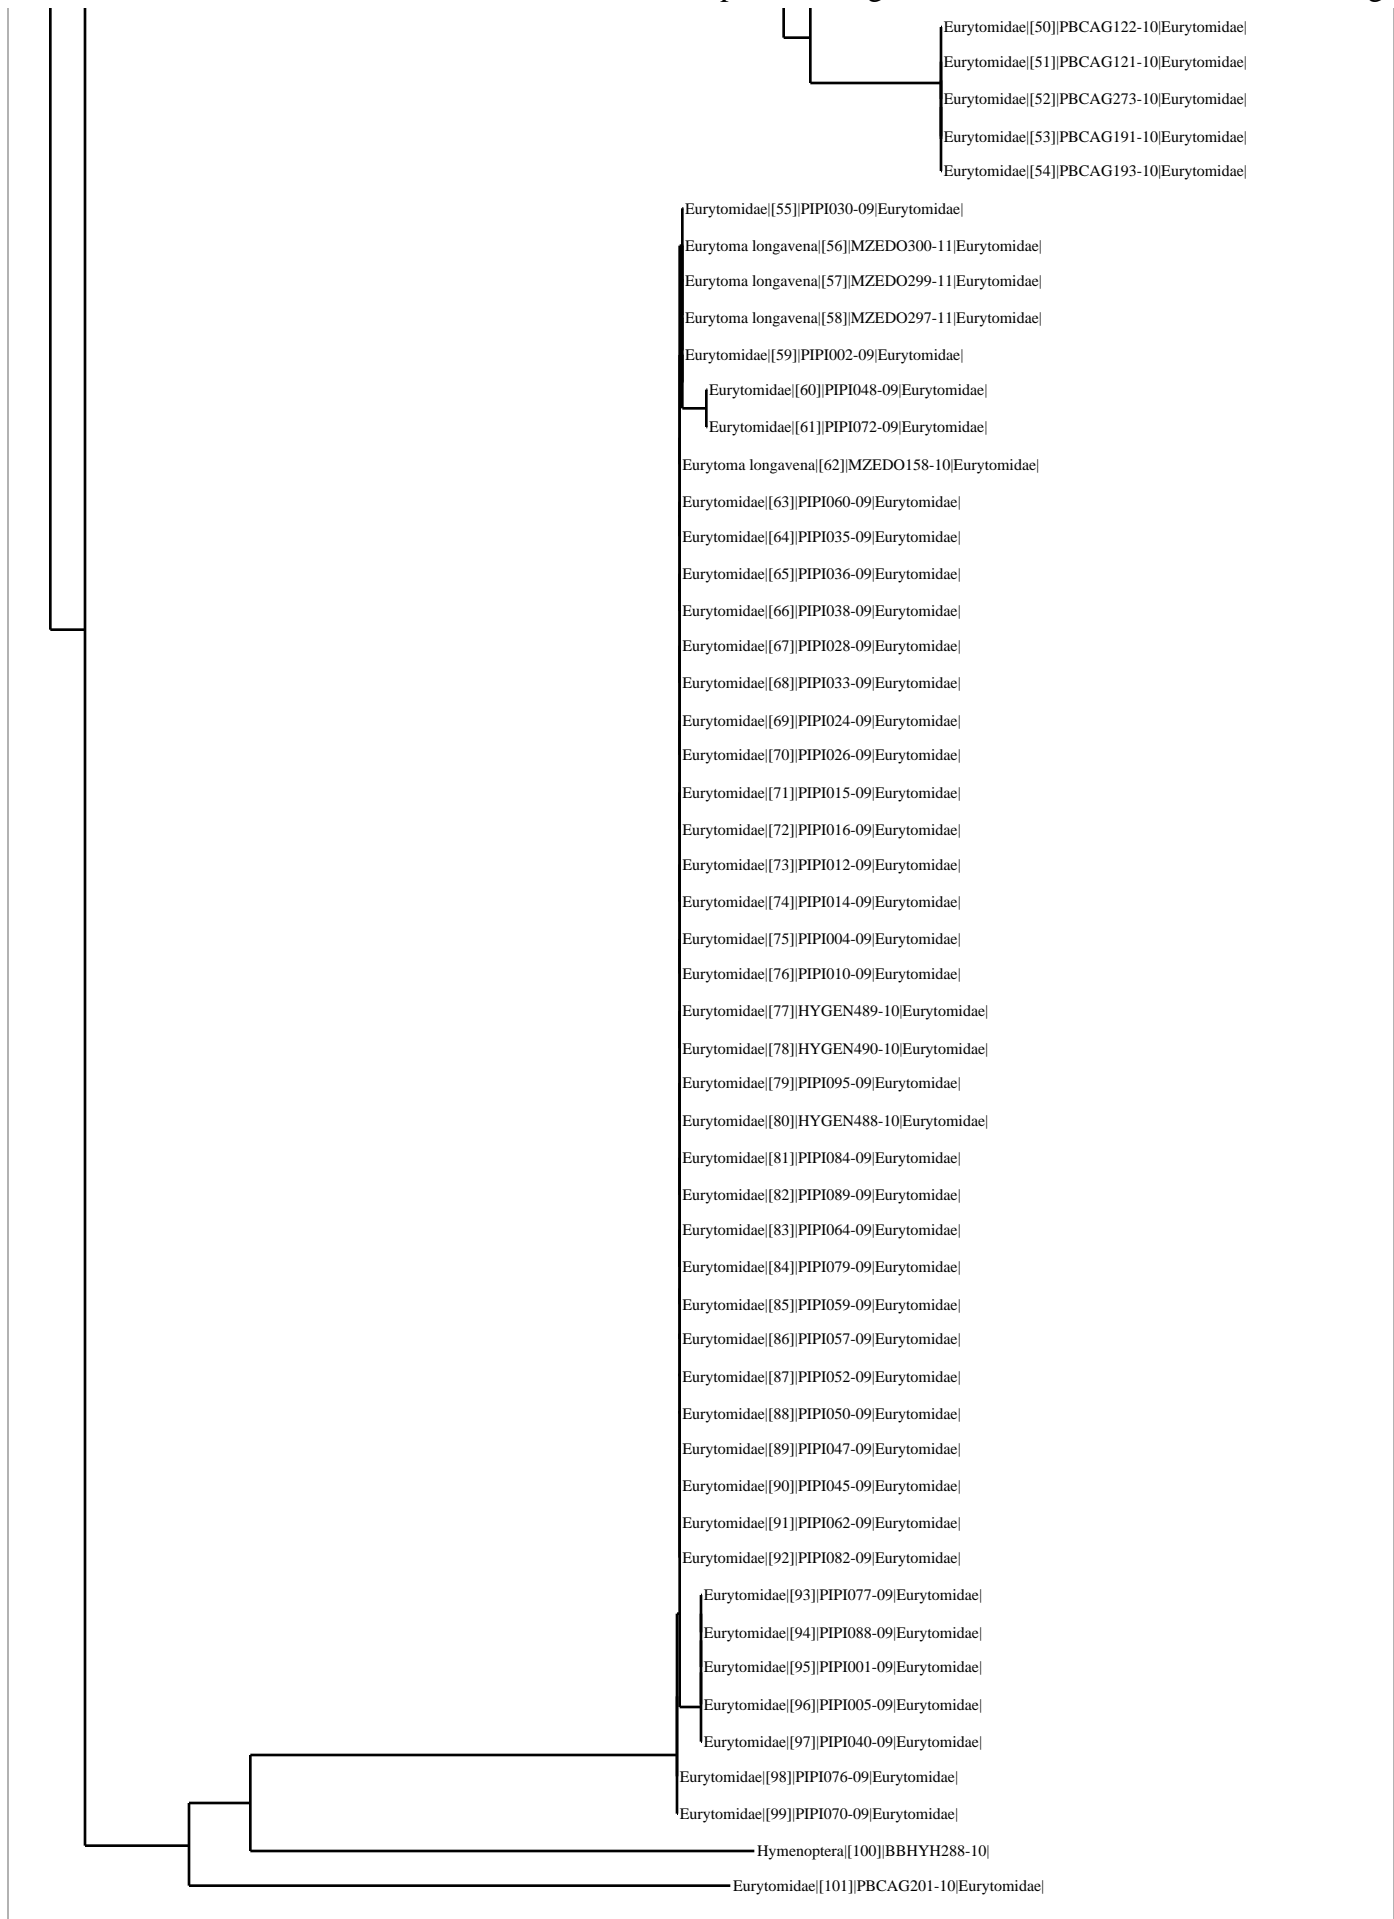 Eurytomidae|[50]|PBCAG122-10|Eurytomidae|
Eurytomidae|[51]|PBCAG121-10|Eurytomidae|
Eurytomidae|[52]|PBCAG273-10|Eurytomidae|
Eurytomidae|[53]|PBCAG191-10|Eurytomidae|
Eurytomidae|[54]|PBCAG193-10|Eurytomidae|
Eurytomidae|[55]|PIPI030-09|Eurytomidae|
Eurytoma longavena|[56]|MZEDO300-11|Eurytomidae|
Eurytoma longavena|[57]|MZEDO299-11|Eurytomidae|
Eurytoma longavena|[58]|MZEDO297-11|Eurytomidae|
Eurytomidae|[59]|PIPI002-09|Eurytomidae|
Eurytomidae|[60]|PIPI048-09|Eurytomidae|
Eurytomidae|[61]|PIPI072-09|Eurytomidae|
Eurytoma longavena|[62]|MZEDO158-10|Eurytomidae|
Eurytomidae|[63]|PIPI060-09|Eurytomidae|
Eurytomidae|[64]|PIPI035-09|Eurytomidae|
Eurytomidae|[65]|PIPI036-09|Eurytomidae|
Eurytomidae|[66]|PIPI038-09|Eurytomidae|
Eurytomidae|[67]|PIPI028-09|Eurytomidae|
Eurytomidae|[68]|PIPI033-09|Eurytomidae|
Eurytomidae|[69]|PIPI024-09|Eurytomidae|
Eurytomidae|[70]|PIPI026-09|Eurytomidae|
Eurytomidae|[71]|PIPI015-09|Eurytomidae|
Eurytomidae|[72]|PIPI016-09|Eurytomidae|
Eurytomidae|[73]|PIPI012-09|Eurytomidae|
Eurytomidae|[74]|PIPI014-09|Eurytomidae|
Eurytomidae|[75]|PIPI004-09|Eurytomidae|
Eurytomidae|[76]|PIPI010-09|Eurytomidae|
Eurytomidae|[77]|HYGEN489-10|Eurytomidae|
Eurytomidae|[78]|HYGEN490-10|Eurytomidae|
Eurytomidae|[79]|PIPI095-09|Eurytomidae|
Eurytomidae|[80]|HYGEN488-10|Eurytomidae|
Eurytomidae|[81]|PIPI084-09|Eurytomidae|
Eurytomidae|[82]|PIPI089-09|Eurytomidae|
Eurytomidae|[83]|PIPI064-09|Eurytomidae|
Eurytomidae|[84]|PIPI079-09|Eurytomidae|
Eurytomidae|[85]|PIPI059-09|Eurytomidae|
Eurytomidae|[86]|PIPI057-09|Eurytomidae|
Eurytomidae|[87]|PIPI052-09|Eurytomidae|
Eurytomidae|[88]|PIPI050-09|Eurytomidae|
Eurytomidae|[89]|PIPI047-09|Eurytomidae|
Eurytomidae|[90]|PIPI045-09|Eurytomidae|
Eurytomidae|[91]|PIPI062-09|Eurytomidae|
Eurytomidae|[92]|PIPI082-09|Eurytomidae|
Eurytomidae|[93]|PIPI077-09|Eurytomidae|
Eurytomidae|[94]|PIPI088-09|Eurytomidae|
Eurytomidae|[95]|PIPI001-09|Eurytomidae|
Eurytomidae|[96]|PIPI005-09|Eurytomidae|
Eurytomidae|[97]|PIPI040-09|Eurytomidae|
Eurytomidae|[98]|PIPI076-09|Eurytomidae|
Eurytomidae|[99]|PIPI070-09|Eurytomidae|
Hymenoptera|[100]|BBHYH288-10|
Eurytomidae|[101]|PBCAG201-10|Eurytomidae|